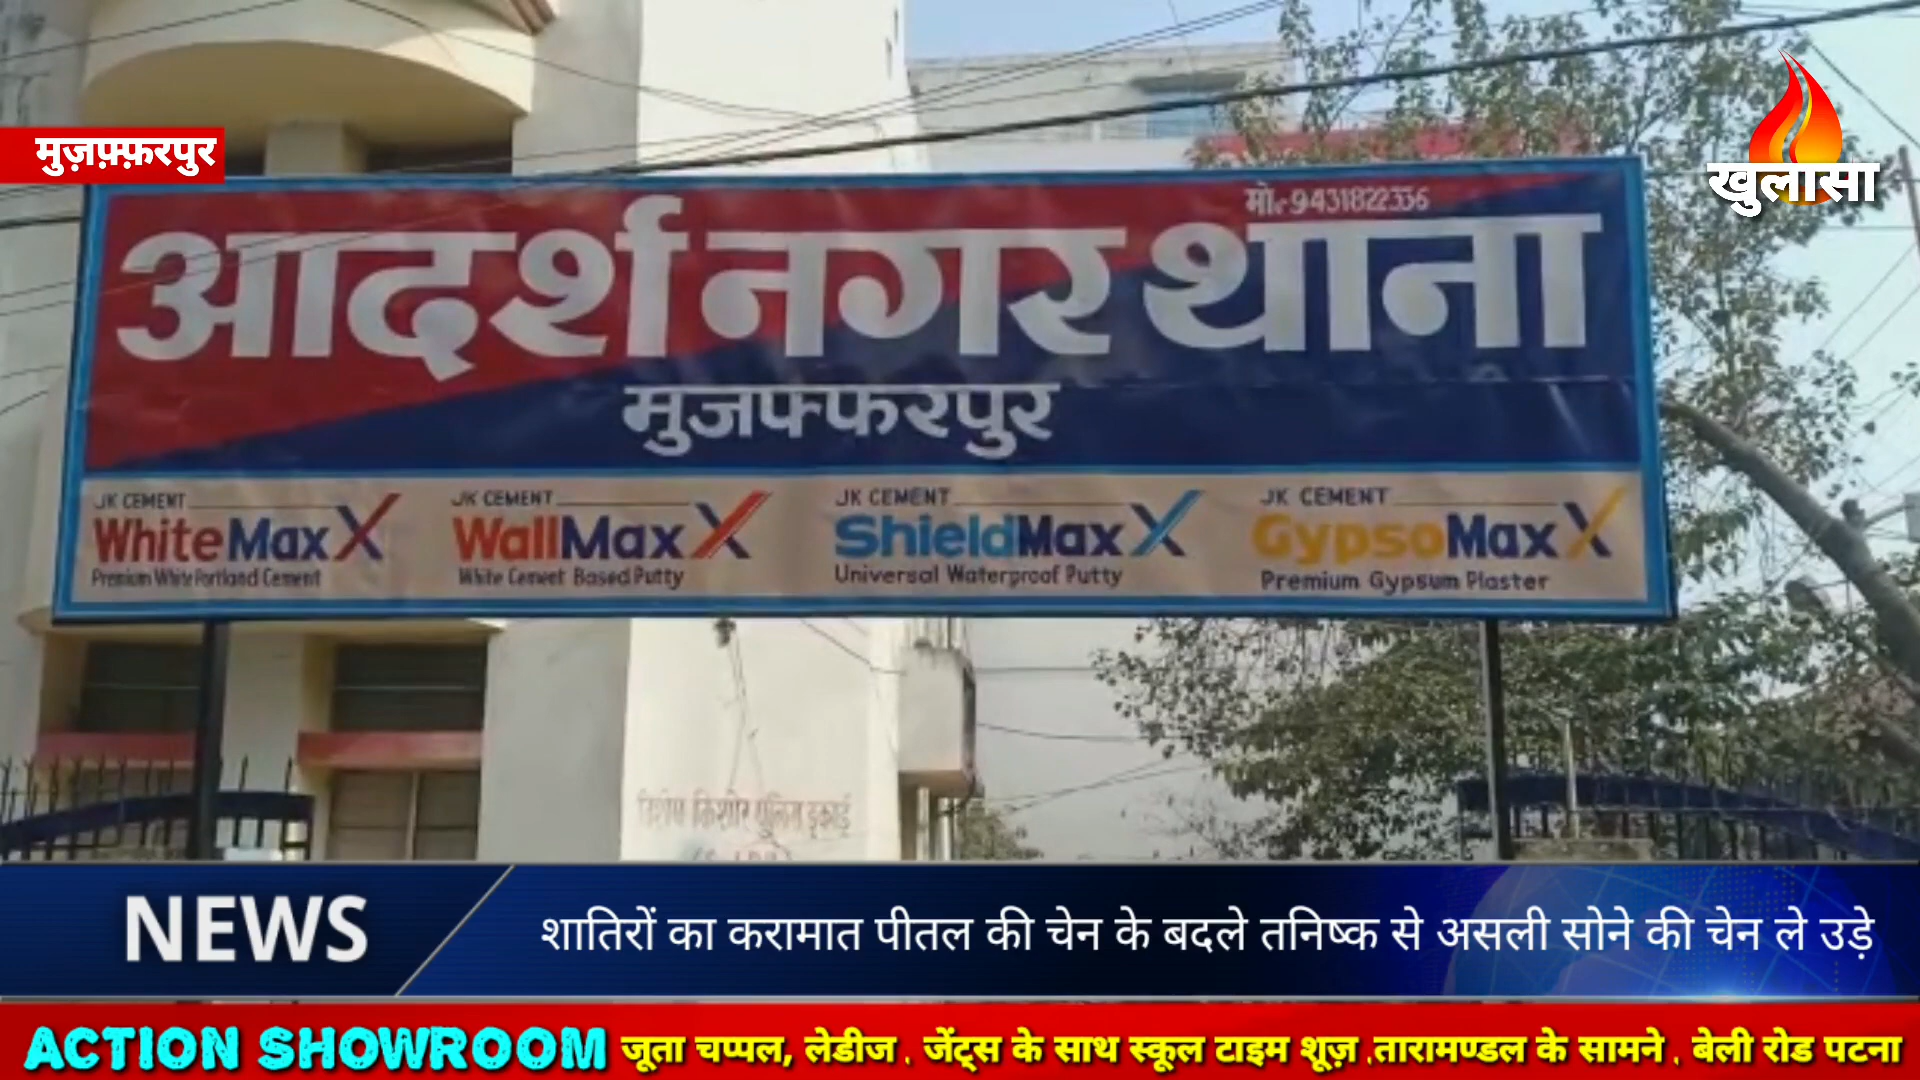 मुज़फ़्फ़रपुर
खुलासा
मो०-9431822336
आदर्श नगर थाना
मुजफ्फरपुर
JK CEMENT
WhiteMaxX
Premium White Portland Cement
JK CEMENT
WallMaxX
White Cement Based Putty
JK CEMENT
ShieldMaxX
Universal Waterproof Putty
JK CEMENT
GypsoMaxX
Premium Gypsum Plaster
विशेष किशोर पुलिस इकाई
NEWS
शातिरों का करामात पीतल की चेन के बदले तनिष्क से असली सोने की चेन ले उड़े
ACTION SHOWROOM जूता चप्पल, लेडीज , जेंट्स के साथ स्कूल टाइम शूज़ ,तारामण्डल के सामने , बेली रोड पटना